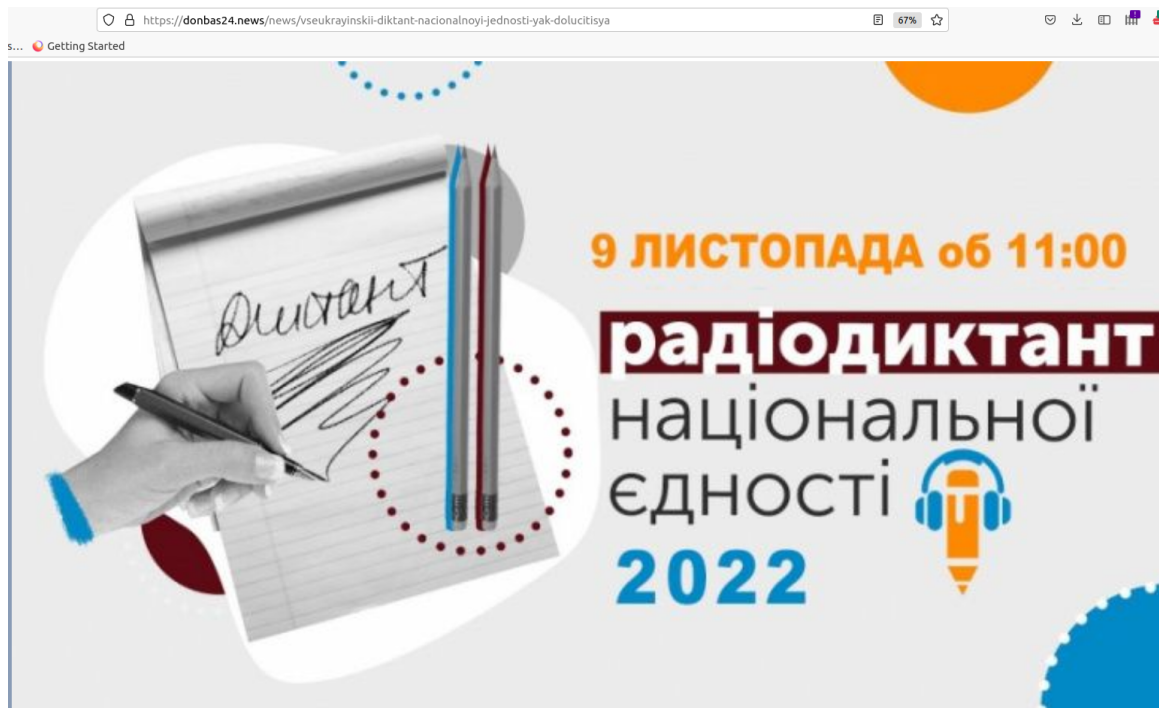 https://donbas24.news/news/vseukrayinskii-diktant-nacionalnoyi-jednosti-yak-dolucitisya
67%
s... Getting Started
9 ЛИСТОПАДА об 11:00
Диктант
радіодиктант
національної
єдності
2022